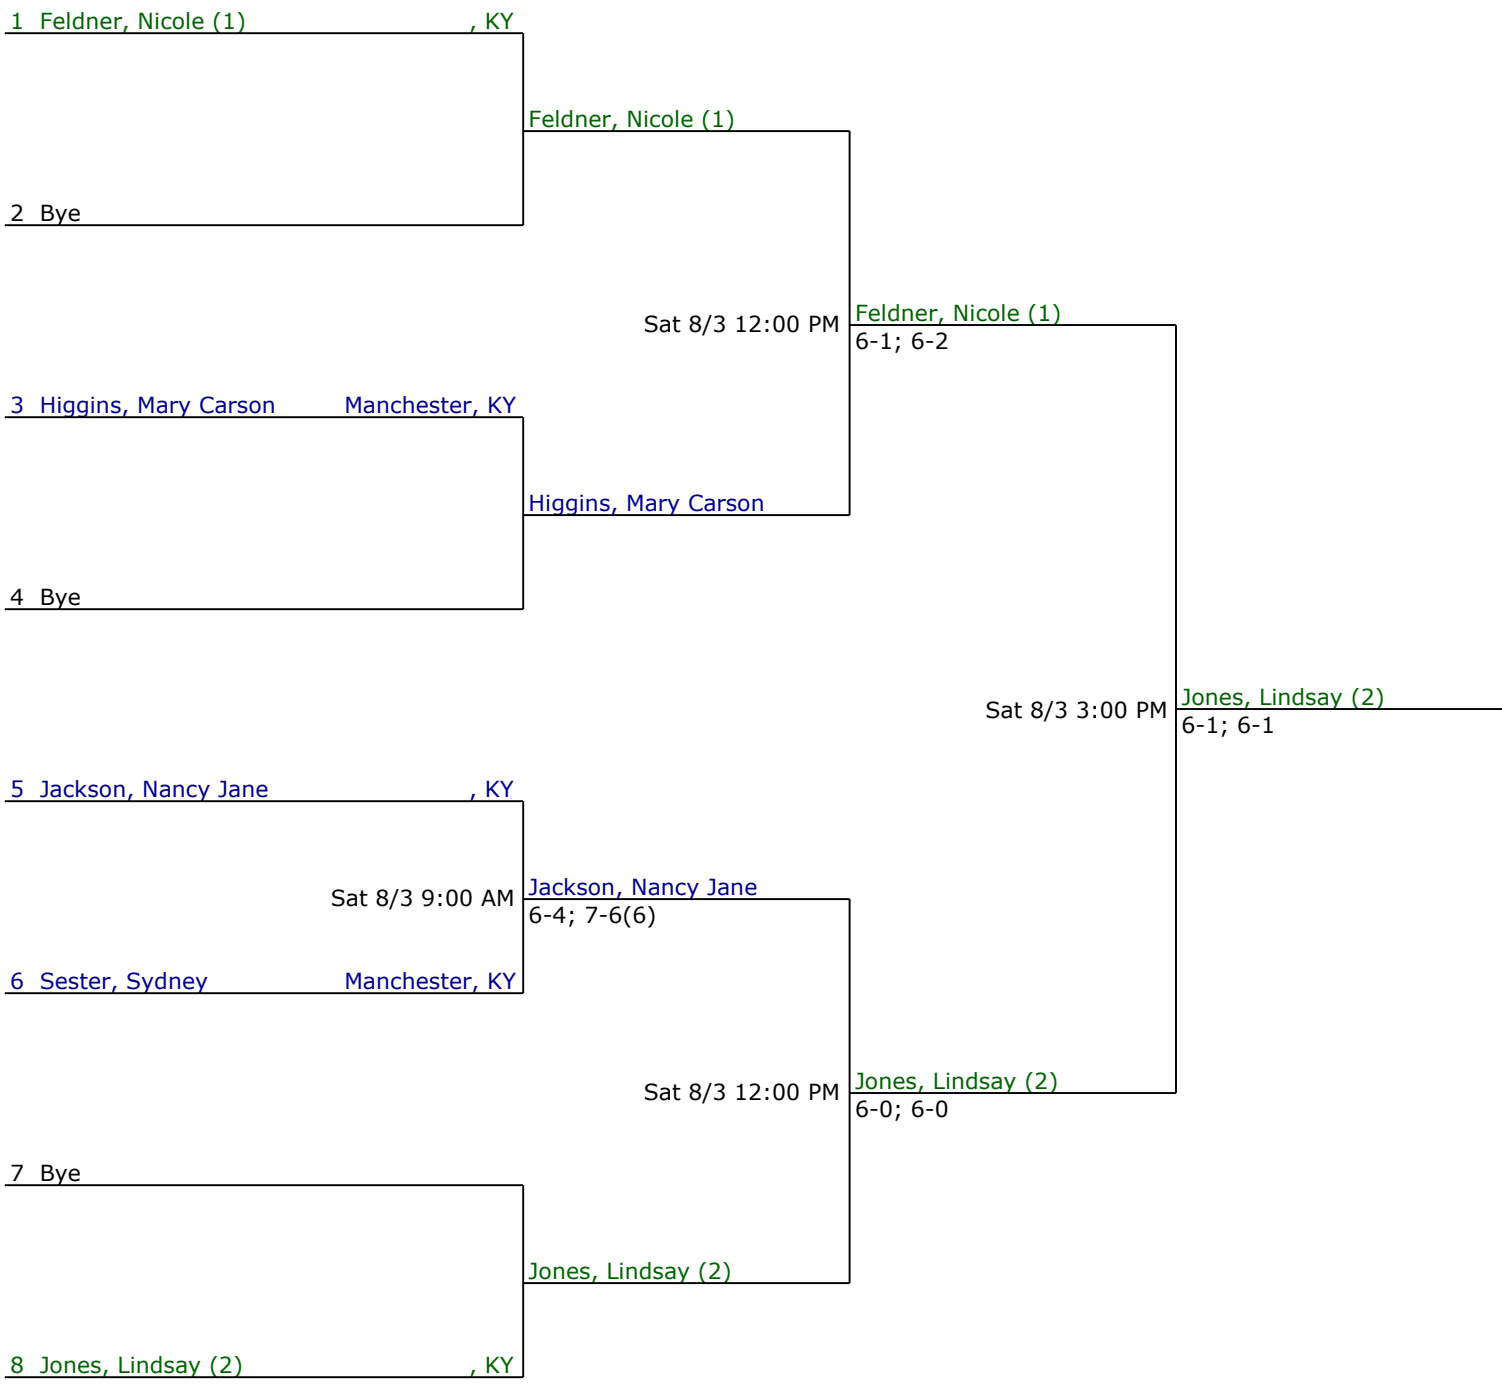 1 Feldner, Nicole (1) , KY
Feldner, Nicole (1)
2 Bye
Feldner, Nicole (1)
Sat 8/3 12:00 PM
6-1; 6-2
3 Higgins, Mary Carson Manchester, KY
Higgins, Mary Carson
4 Bye
Jones, Lindsay (2)
Sat 8/3 3:00 PM
6-1; 6-1
5 Jackson, Nancy Jane , KY
Jackson, Nancy Jane
Sat 8/3 9:00 AM
6-4; 7-6(6)
6 Sester, Sydney Manchester, KY
Jones, Lindsay (2)
Sat 8/3 12:00 PM
6-0; 6-0
7 Bye
Jones, Lindsay (2)
8 Jones, Lindsay (2) , KY